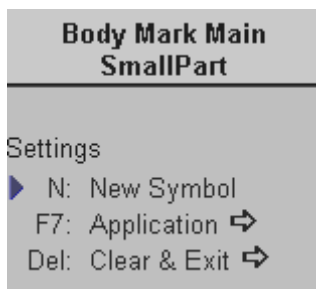 Body Mark Main
SmallPart
Settings
N: New Symbol
F7: Application ⇨
Del: Clear & Exit ⇨